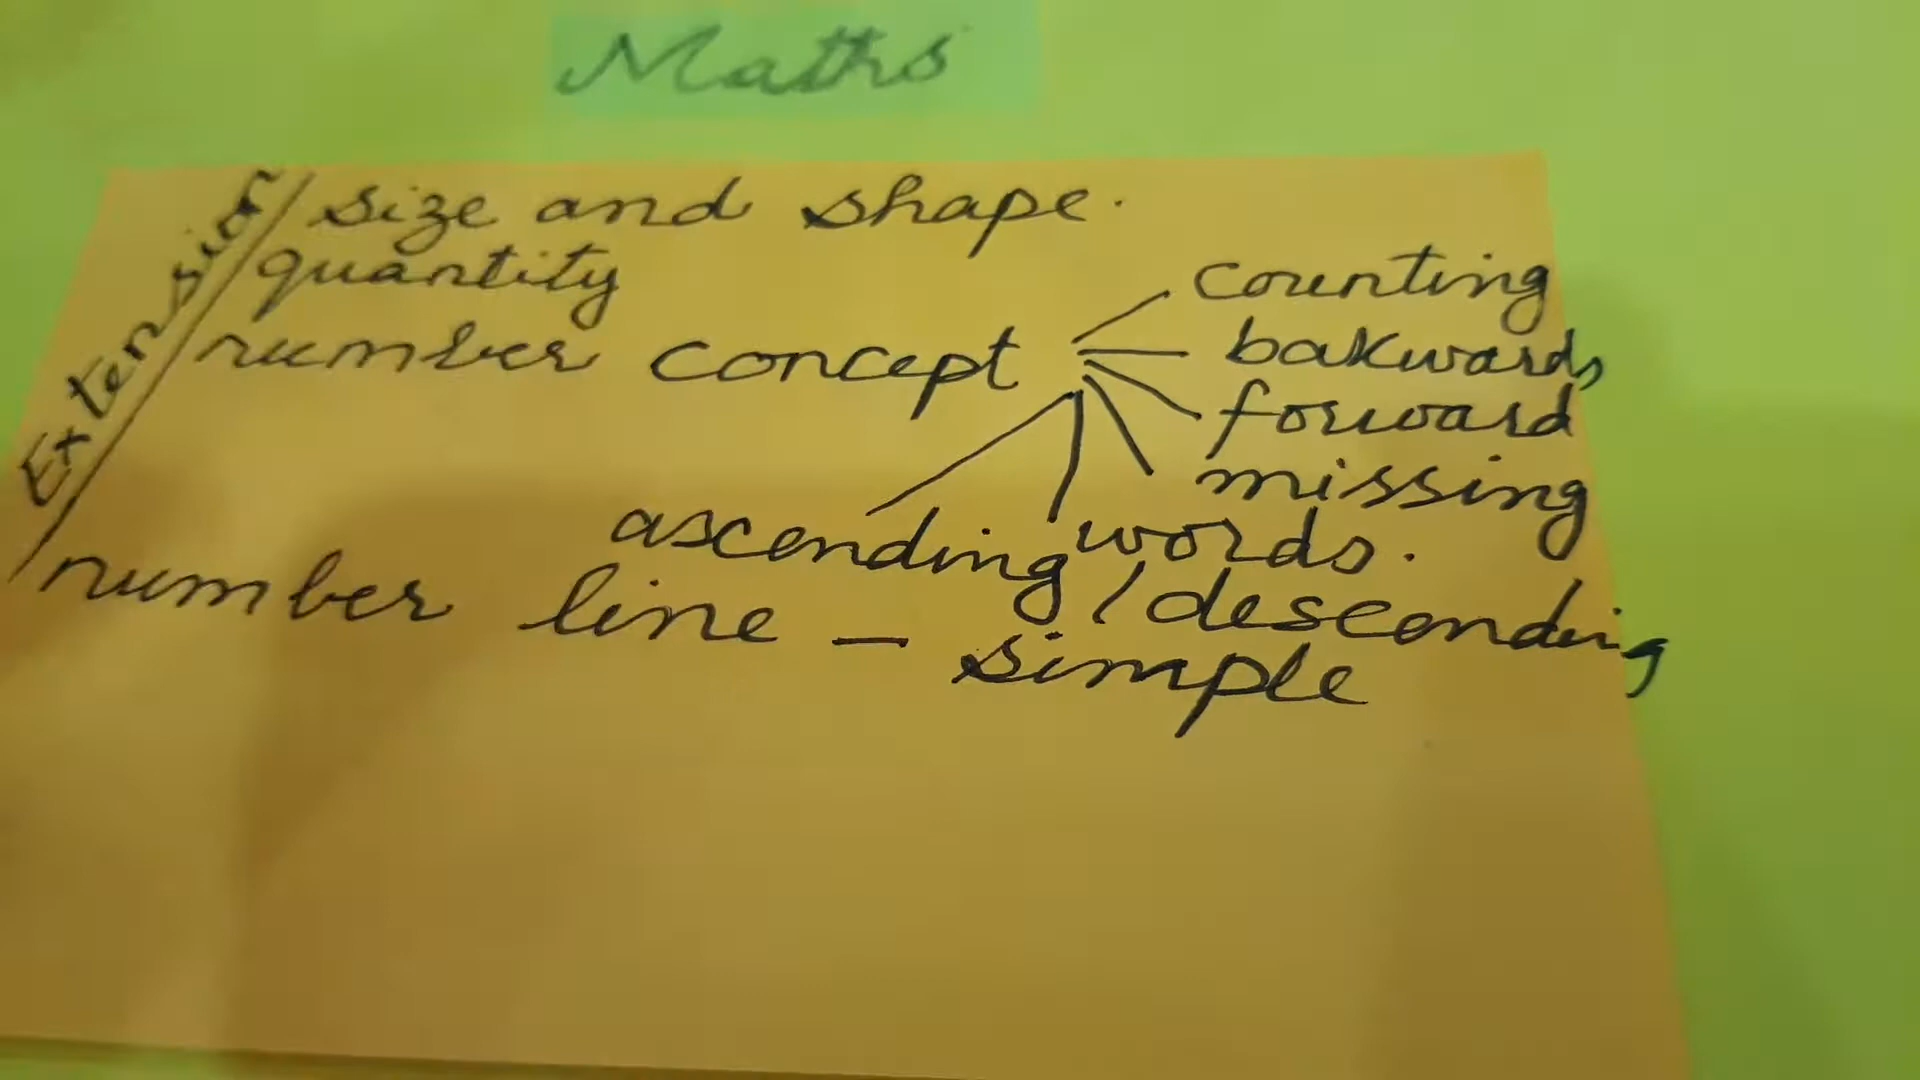 Maths
Extension
size and shape.
quantity
number concept
counting
bakwards
forward
missing
words.
ascending / descending
number line - simple